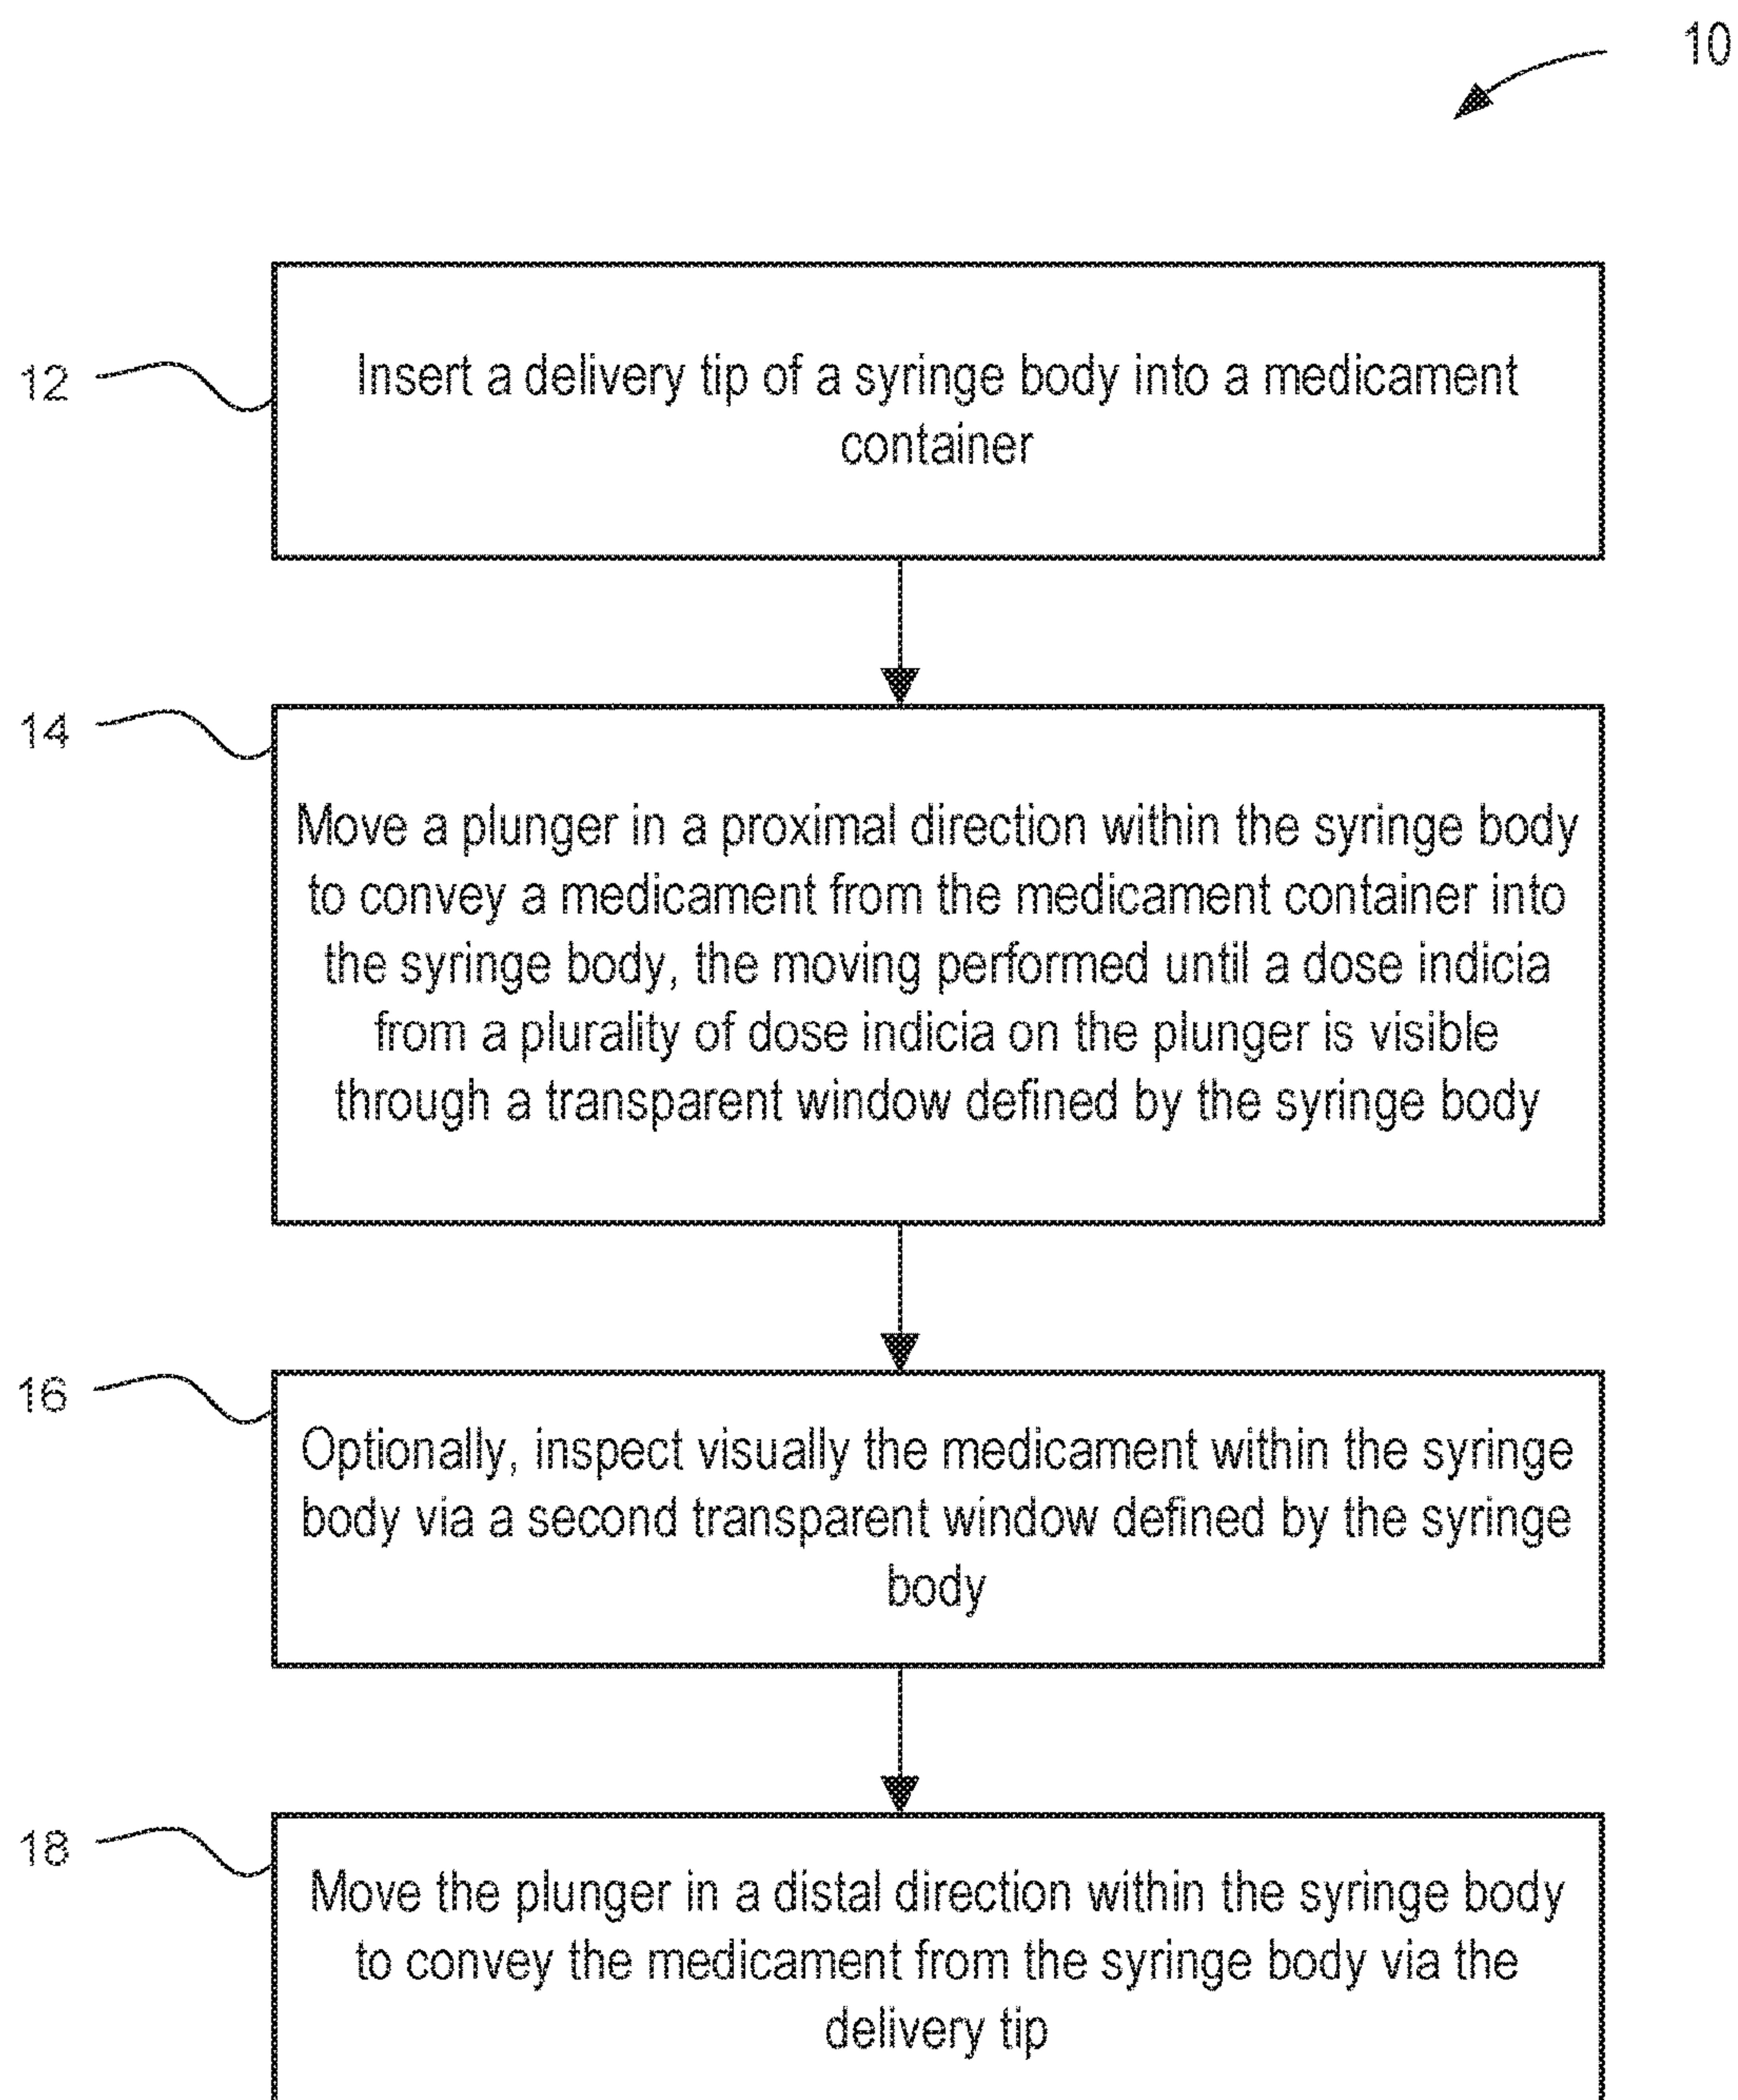 10
12
Insert a delivery tip of a syringe body into a medicament
container
14
Move a plunger in a proximal direction within the syringe body
to convey a medicament from the medicament container into
the syringe body, the moving performed until a dose indicia
from a plurality of dose indicia on the plunger is visible
through a transparent window defined by the syringe body
16
Optionally, inspect visually the medicament within the syringe
body via a second transparent window defined by the syringe
body
18
Move the plunger in a distal direction within the syringe body
to convey the medicament from the syringe body via the
delivery tip